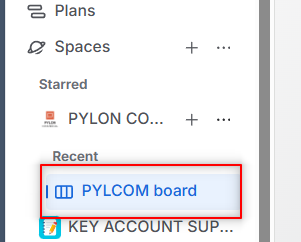 Plans
Spaces
Starred
PYLON CO...
Recent
PYLCOM board
KEY ACCOUNT SUP...